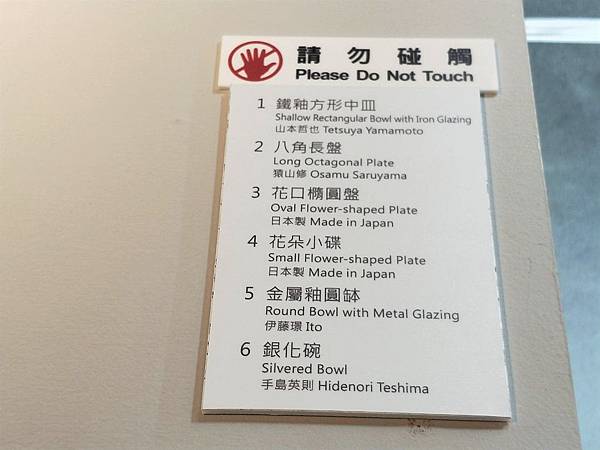 請勿碰觸
Please Do Not Touch
1 鐵釉方形中皿
Shallow Rectangular Bowl with Iron Glazing
山本哲也 Tetsuya Yamamoto
2 八角長盤
Long Octagonal Plate
猿山修 Osamu Saruyama
3 花口橢圓盤
Oval Flower-shaped Plate
日本製 Made in Japan
4 花朵小碟
Small Flower-shaped Plate
日本製 Made in Japan
5 金屬釉圓缽
Round Bowl with Metal Glazing
伊藤環 Ito
6 銀化碗
Silvered Bowl
手島英則 Hidenori Teshima